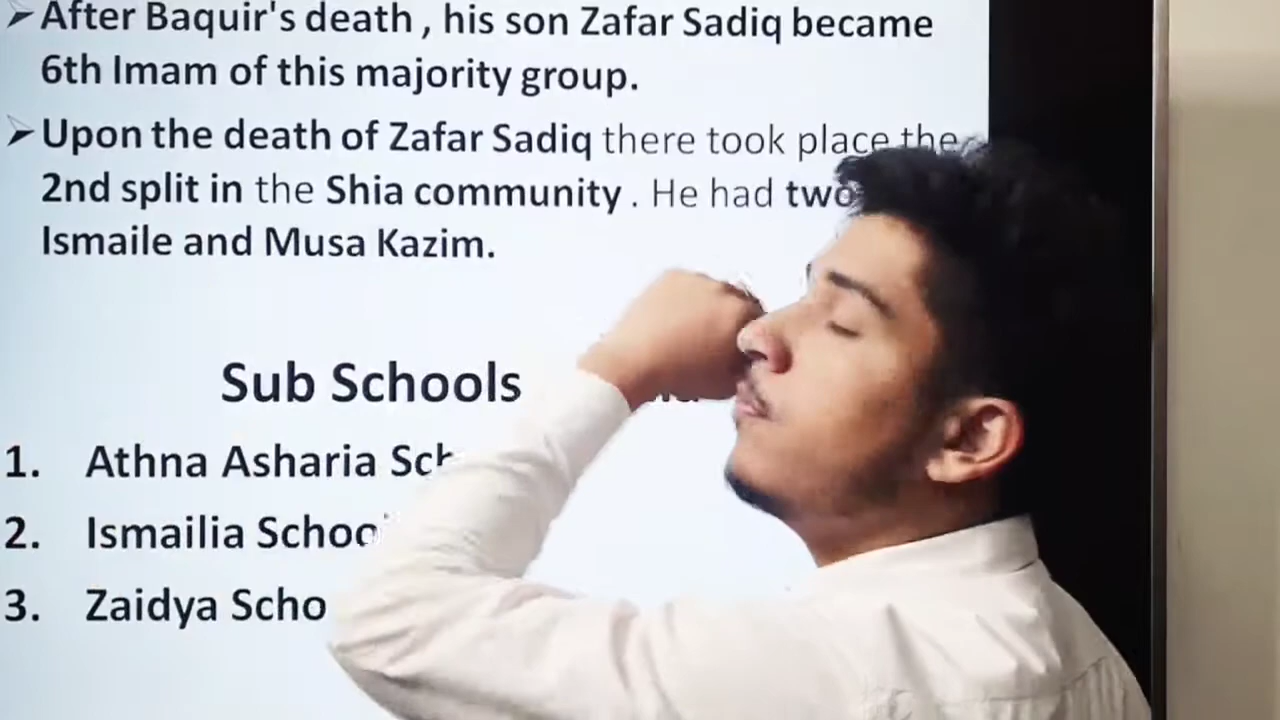 After Baquir's death , his son Zafar Sadiq became
6th Imam of this majority group.
Upon the death of Zafar Sadiq there took place the
2nd split in the Shia community . He had two
Ismaile and Musa Kazim.
Sub Schools
1. Athna Asharia
2. Ismailia
3. Zaidya